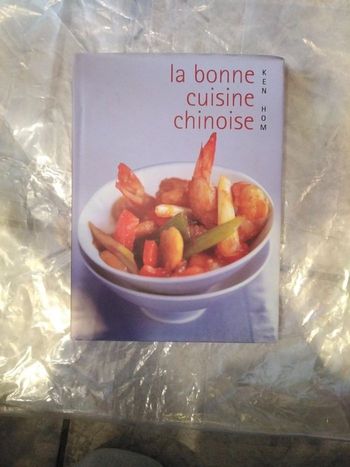 la bonne
cuisine
chinoise
KEN HOM